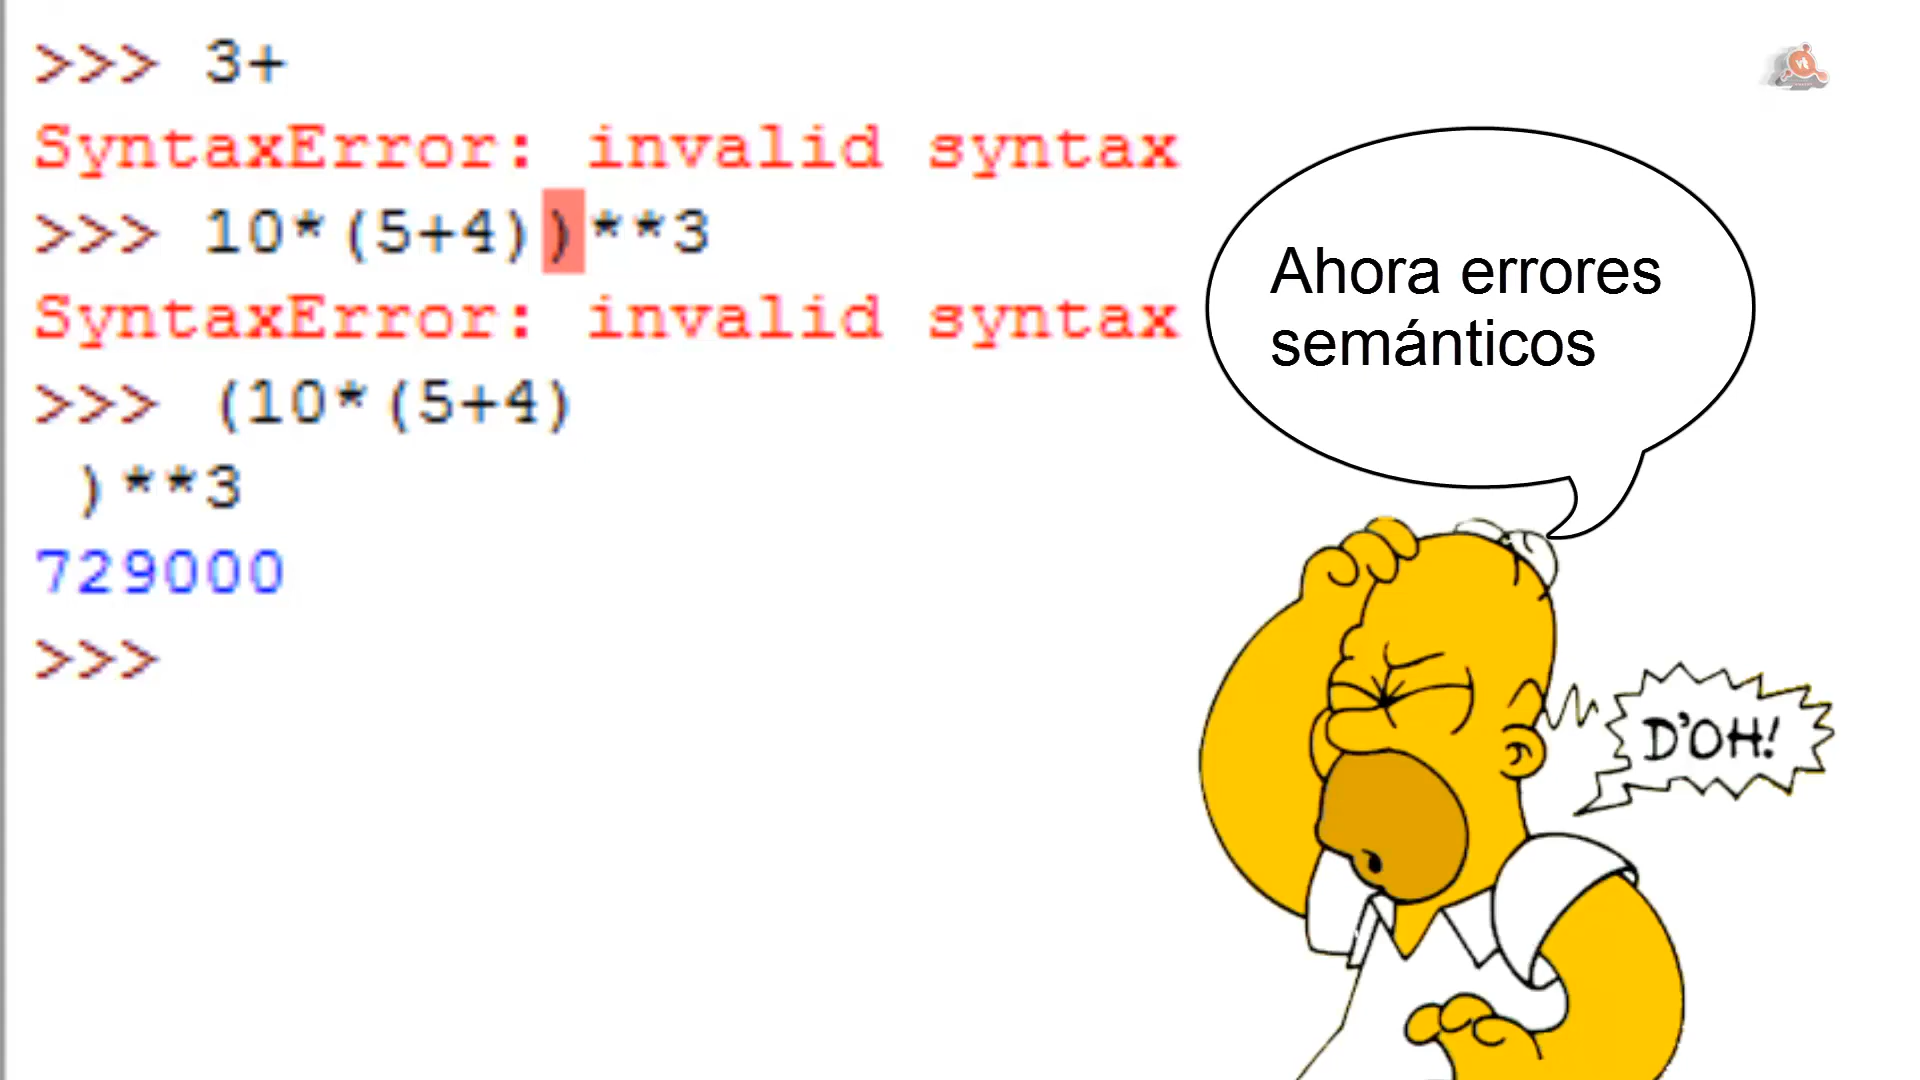 >>> 3+
SyntaxError: invalid syntax
>>> 10*(5+4))**3
SyntaxError: invalid syntax
>>> (10*(5+4)
)**3
729000
>>>
Ahora errores
semánticos
D'OH!